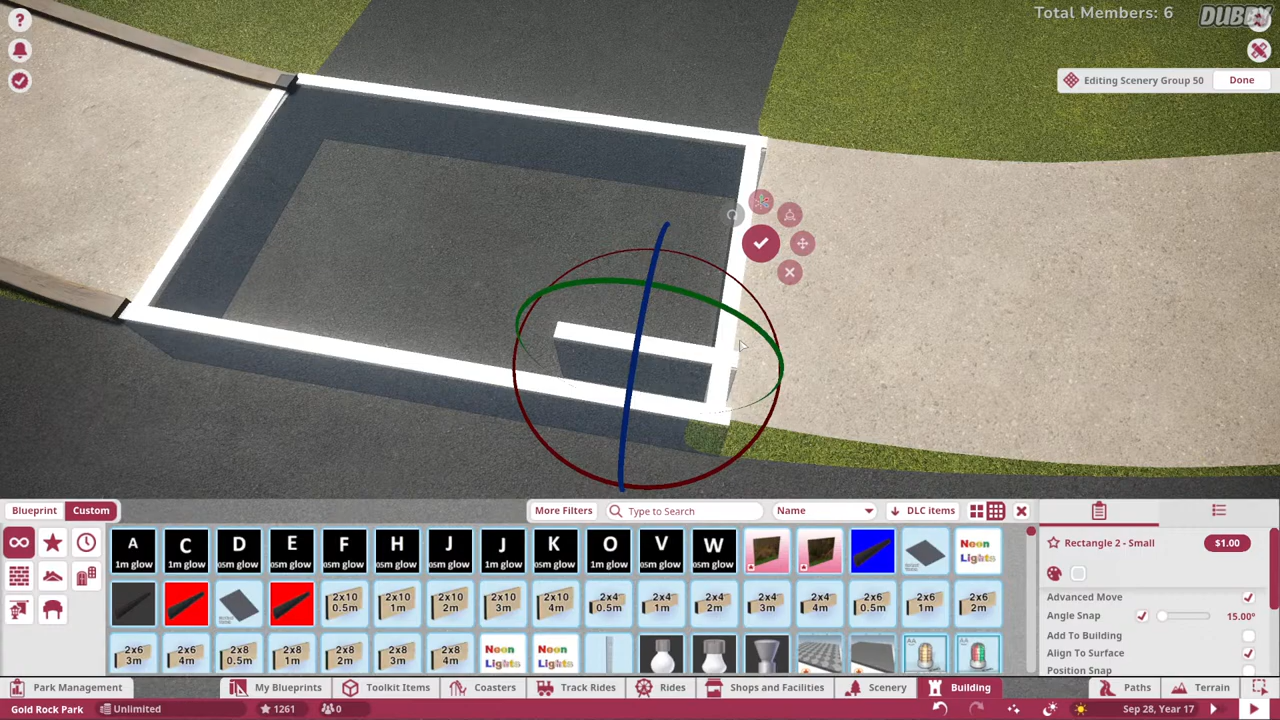 Total Members: 6
DUBBY
Editing Scenery Group 50
Done
Blueprint
Custom
More Filters
Type to Search
Name
DLC items
A
1m glow
C
1m glow
D
05m glow
E
05m glow
F
05m glow
H
05m glow
J
05m glow
J
1m glow
K
05m glow
O
1m glow
V
05m glow
W
05m glow
Neon
Lights
2x10
0.5m
2x10
1m
2x10
2m
2x10
3m
2x10
4m
2x4
0.5m
2x4
1m
2x4
2m
2x4
3m
2x4
4m
2x6
0.5m
2x6
1m
2x6
2m
2x6
3m
2x6
4m
2x8
0.5m
2x8
1m
2x8
2m
2x8
3m
2x8
4m
Neon
Lights
Neon
Lights
AA
AA
Rectangle 2 - Small
$1.00
Advanced Move
Angle Snap
15.00°
Add To Building
Align To Surface
Position Snap
Park Management
My Blueprints
Toolkit Items
Coasters
Track Rides
Rides
Shops and Facilities
Scenery
Building
Paths
Terrain
Gold Rock Park
Unlimited
1261
0
Sep 28, Year 17